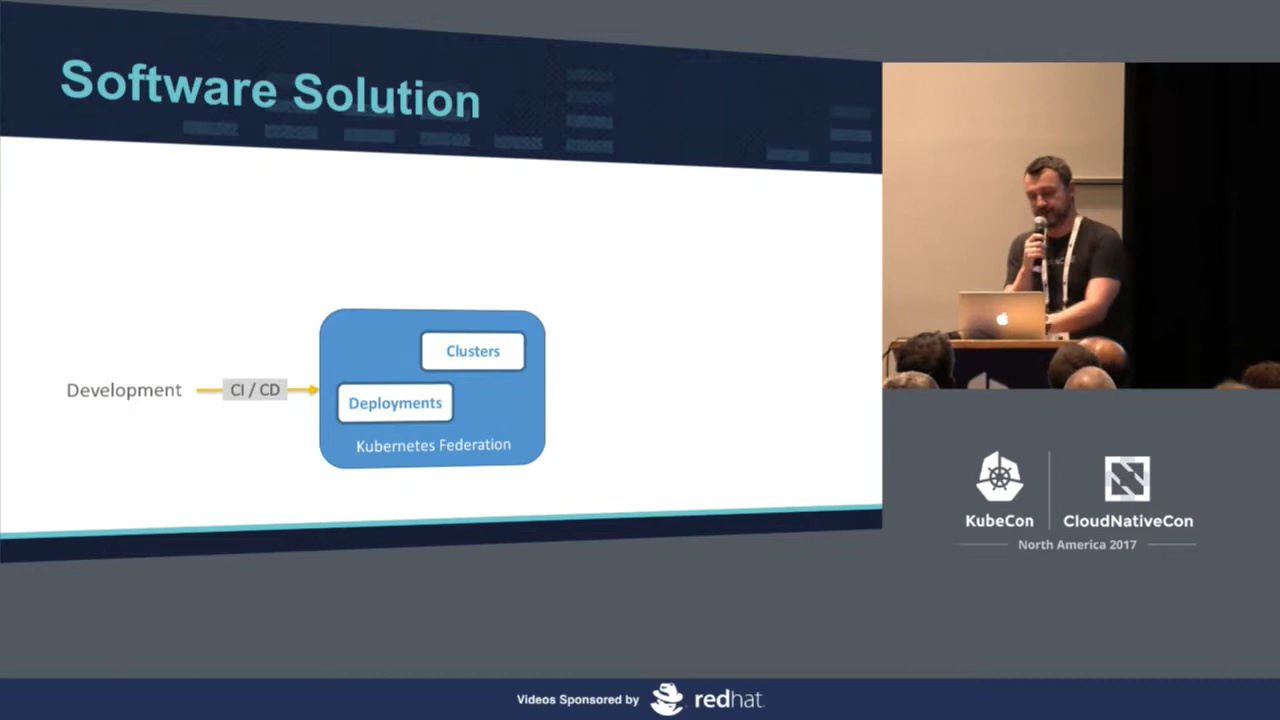 Software Solution
Clusters
Development
CI / CD
Deployments
Kubernetes Federation
KubeCon
CloudNativeCon
North America 2017
Videos Sponsored by
redhat.